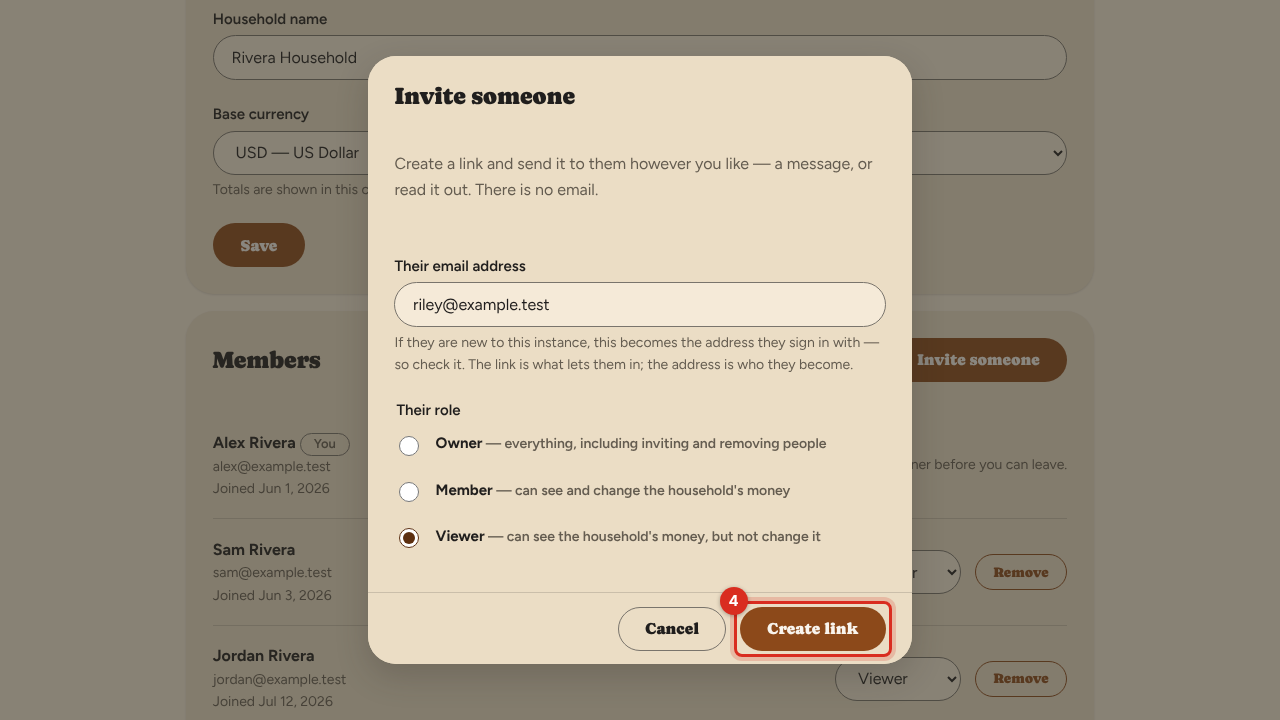 Household name
Rivera Household
Base currency
USD — US Dollar
Totals are shown in this
Save
Members
Invite someone
Alex Rivera You
alex@example.test
Joined Jun 1, 2026
before you can leave.
Sam Rivera
sam@example.test
Joined Jun 3, 2026
Remove
Jordan Rivera
jordan@example.test
Joined Jul 12, 2026
Viewer
Remove
Invite someone
Create a link and send it to them however you like — a message, or
read it out. There is no email.
Their email address
riley@example.test
If they are new to this instance, this becomes the address they sign in with —
so check it. The link is what lets them in; the address is who they become.
Their role
Owner — everything, including inviting and removing people
Member — can see and change the household's money
Viewer — can see the household's money, but not change it
4
Cancel
Create link